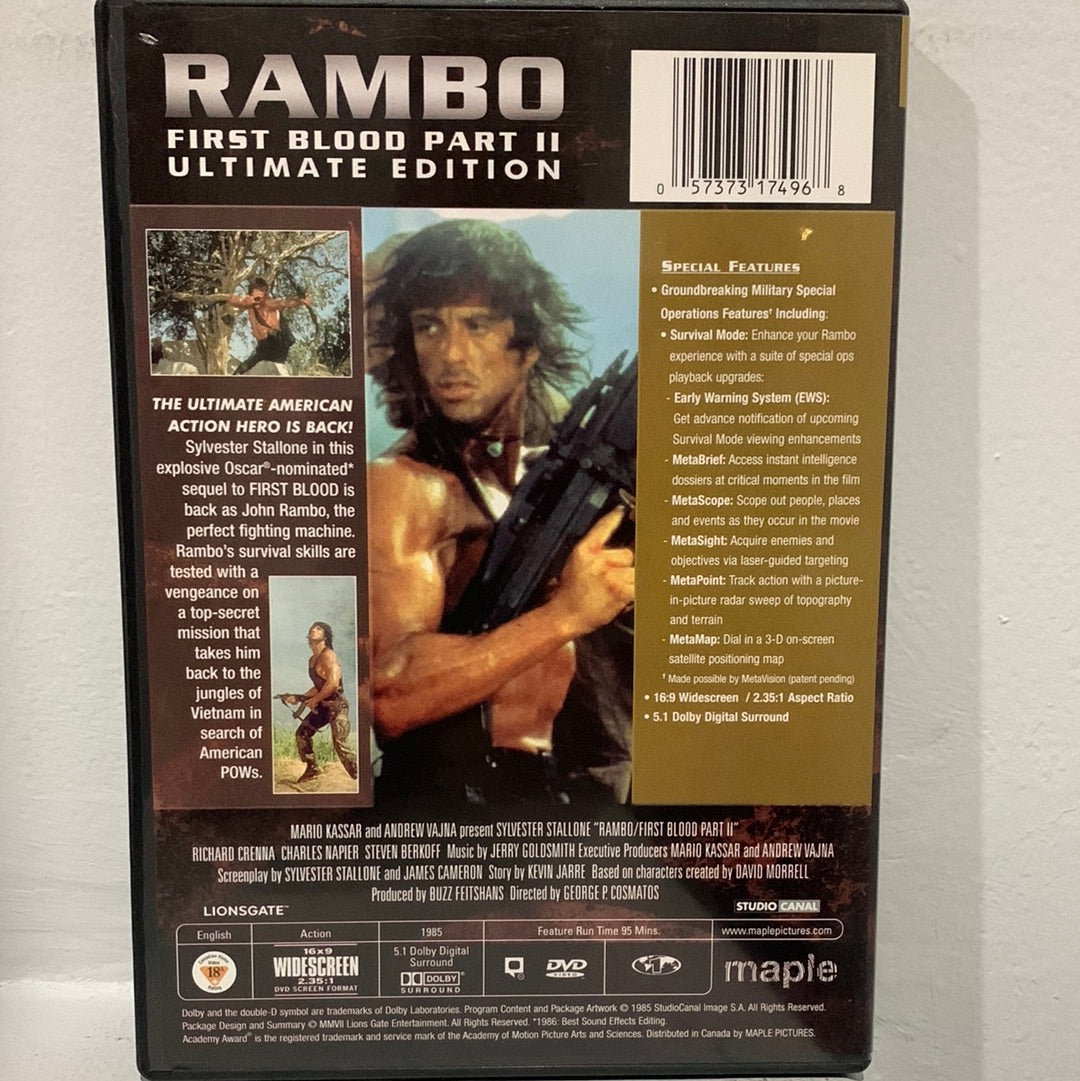 RAMBO
FIRST BLOOD PART II
ULTIMATE EDITION
0 57373 17496 8
THE ULTIMATE AMERICAN
ACTION HERO IS BACK!
Sylvester Stallone in this
explosive Oscar®-nominated*
sequel to FIRST BLOOD is
back as John Rambo, the
perfect fighting machine.
Rambo's survival skills are
tested with a
vengeance on
a top-secret
mission that
takes him
back to the
jungles of
Vietnam in
search of
American
POWs.
SPECIAL FEATURES
• Groundbreaking Military Special
Operations Features† Including:
• Survival Mode: Enhance your Rambo
experience with a suite of special ops
playback upgrades:
- Early Warning System (EWS):
Get advance notification of upcoming
Survival Mode viewing enhancements
- MetaBrief: Access instant intelligence
dossiers at critical moments in the film
- MetaScope: Scope out people, places
and events as they occur in the movie
- MetaSight: Acquire enemies and
objectives via laser-guided targeting
- MetaPoint: Track action with a picture-
in-picture radar sweep of topography
and terrain
- MetaMap: Dial in a 3-D on-screen
satellite positioning map
† Made possible by MetaVision (patent pending)
• 16:9 Widescreen / 2.35:1 Aspect Ratio
• 5.1 Dolby Digital Surround
MARIO KASSAR and ANDREW VAJNA present SYLVESTER STALLONE "RAMBO/FIRST BLOOD PART II"
RICHARD CRENNA CHARLES NAPIER STEVEN BERKOFF Music by JERRY GOLDSMITH Executive Producers MARIO KASSAR and ANDREW VAJNA
Screenplay by SYLVESTER STALLONE and JAMES CAMERON Story by KEVIN JARRE Based on characters created by DAVID MORRELL
Produced by BUZZ FEITSHANS Directed by GEORGE P. COSMATOS
LIONSGATE™
STUDIO CANAL
English
Action
1985
Feature Run Time 95 Mins.
www.maplepictures.com
18
16x9
WIDESCREEN
2.35:1
DVD SCREEN FORMAT
5.1 Dolby Digital
Surround
DOLBY
SURROUND
DVD
VIDEO
maple
Dolby and the double-D symbol are trademarks of Dolby Laboratories. Program Content and Package Artwork © 1985 StudioCanal Image S.A. All Rights Reserved.
Package Design and Summary © MMVII Lions Gate Entertainment. All Rights Reserved. *1986: Best Sound Effects Editing.
Academy Award® is the registered trademark and service mark of the Academy of Motion Picture Arts and Sciences. Distributed in Canada by MAPLE PICTURES.